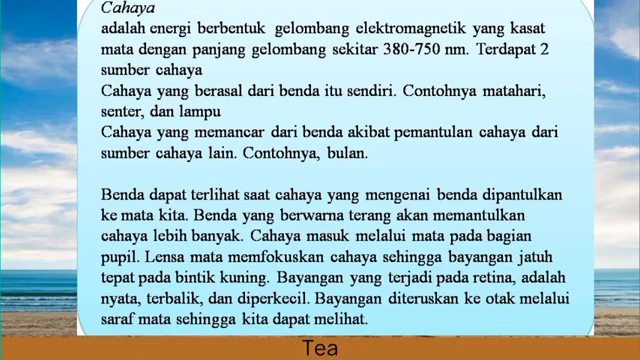 Cahaya
adalah energi berbentuk gelombang elektromagnetik yang kasat
mata dengan panjang gelombang sekitar 380-750 nm. Terdapat 2
sumber cahaya
Cahaya yang berasal dari benda itu sendiri. Contohnya matahari,
senter, dan lampu
Cahaya yang memancar dari benda akibat pemantulan cahaya dari
sumber cahaya lain. Contohnya, bulan.
Benda dapat terlihat saat cahaya yang mengenai benda dipantulkan
ke mata kita. Benda yang berwarna terang akan memantulkan
cahaya lebih banyak. Cahaya masuk melalui mata pada bagian
pupil. Lensa mata memfokuskan cahaya sehingga bayangan jatuh
tepat pada bintik kuning. Bayangan yang terjadi pada retina, adalah
nyata, terbalik, dan diperkecil. Bayangan diteruskan ke otak melalui
saraf mata sehingga kita dapat melihat.
Tea